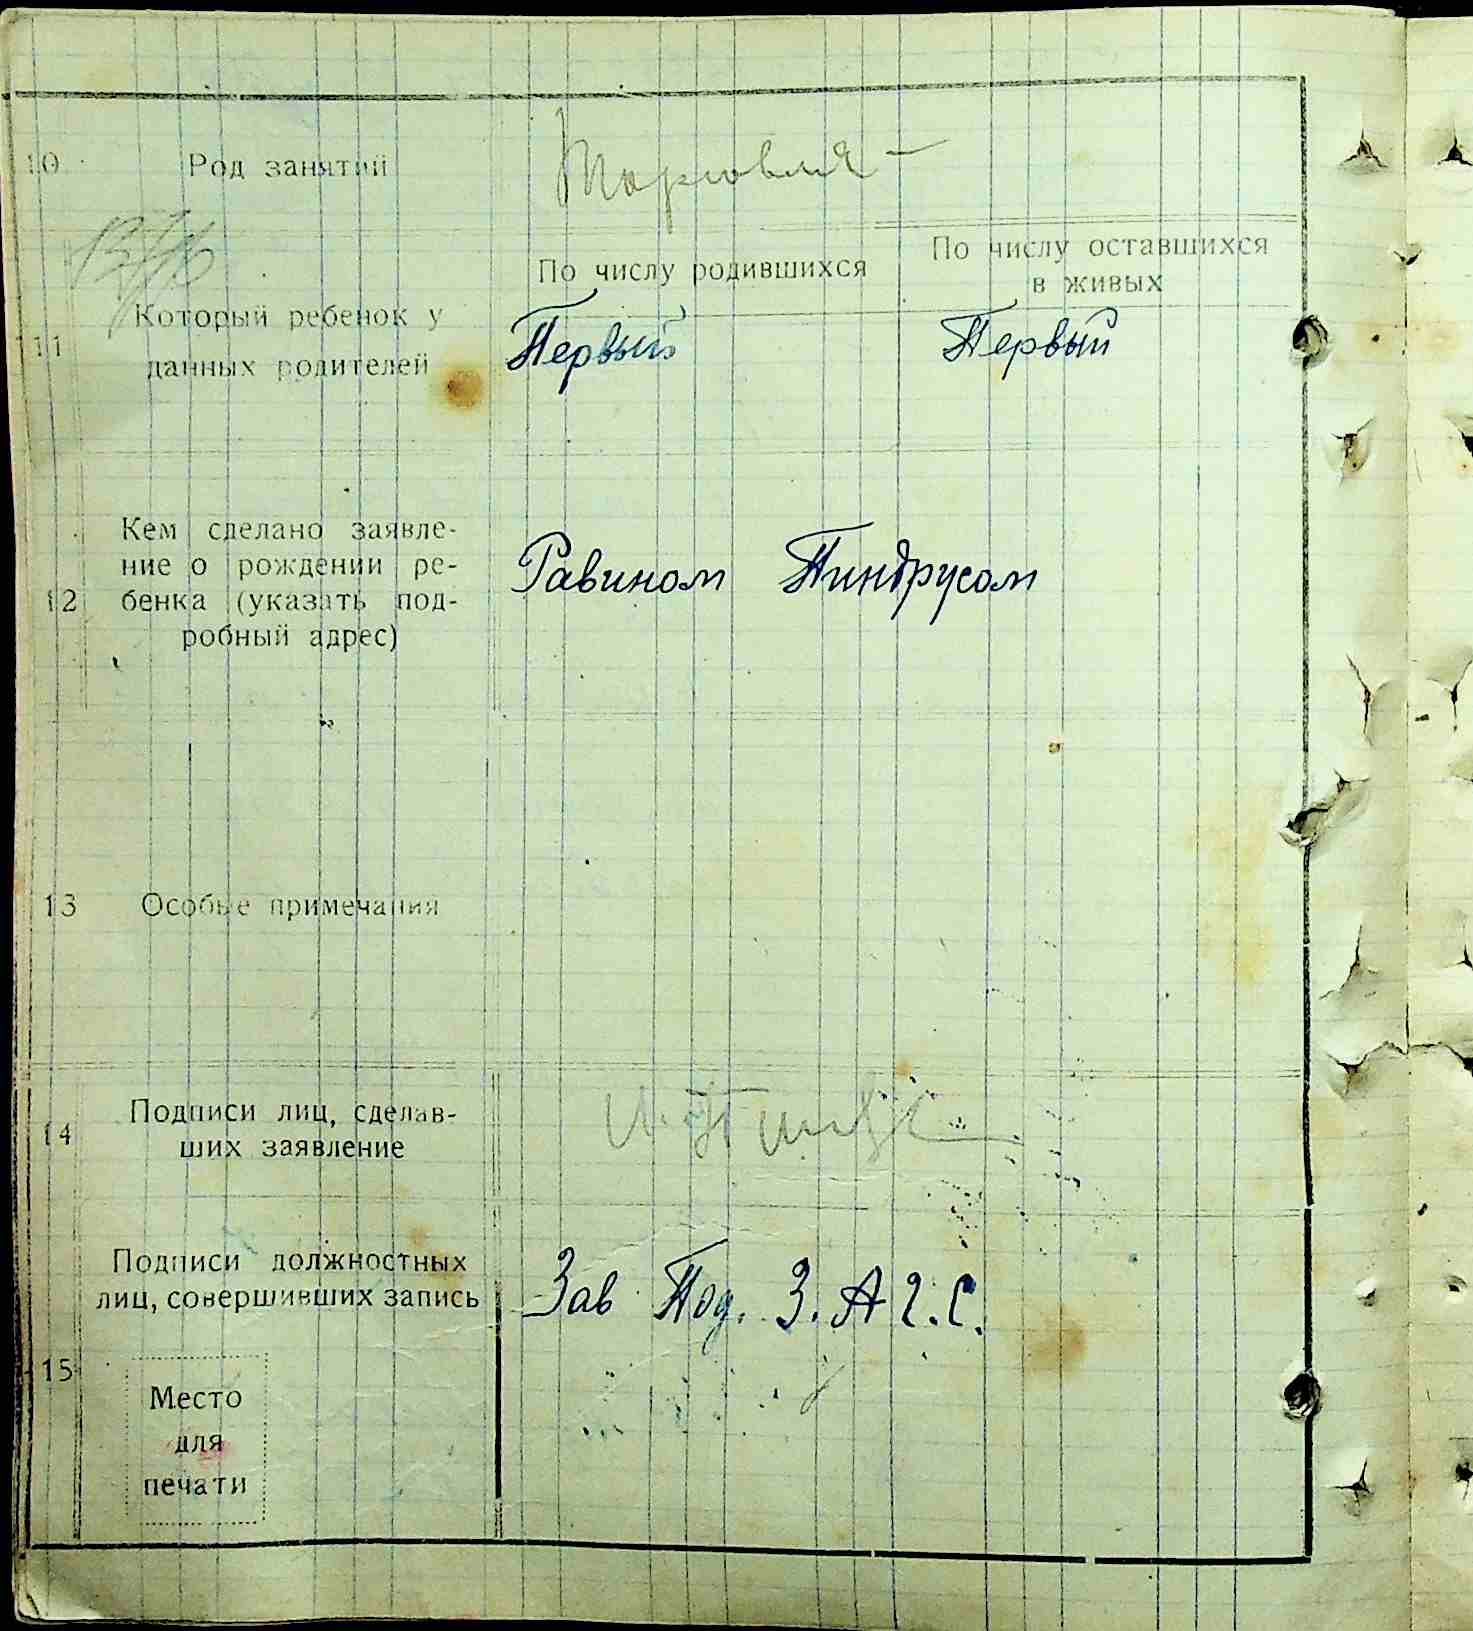 10 Род занятий Торговля —
По числу родившихся
По числу оставшихся
в живых
11 Который ребенок у
данных родителей
Первый Первый
12 Кем сделано заявле-
ние о рождении ре-
бенка (указать под-
робный адрес)
Равином Пиндрусом
13 Особые примечания
14 Подписи лиц, сделав-
ших заявление
Подписи должностных
лиц, совершивших запись
Зав Под. З. А Г. С.
15
Место
для
печати